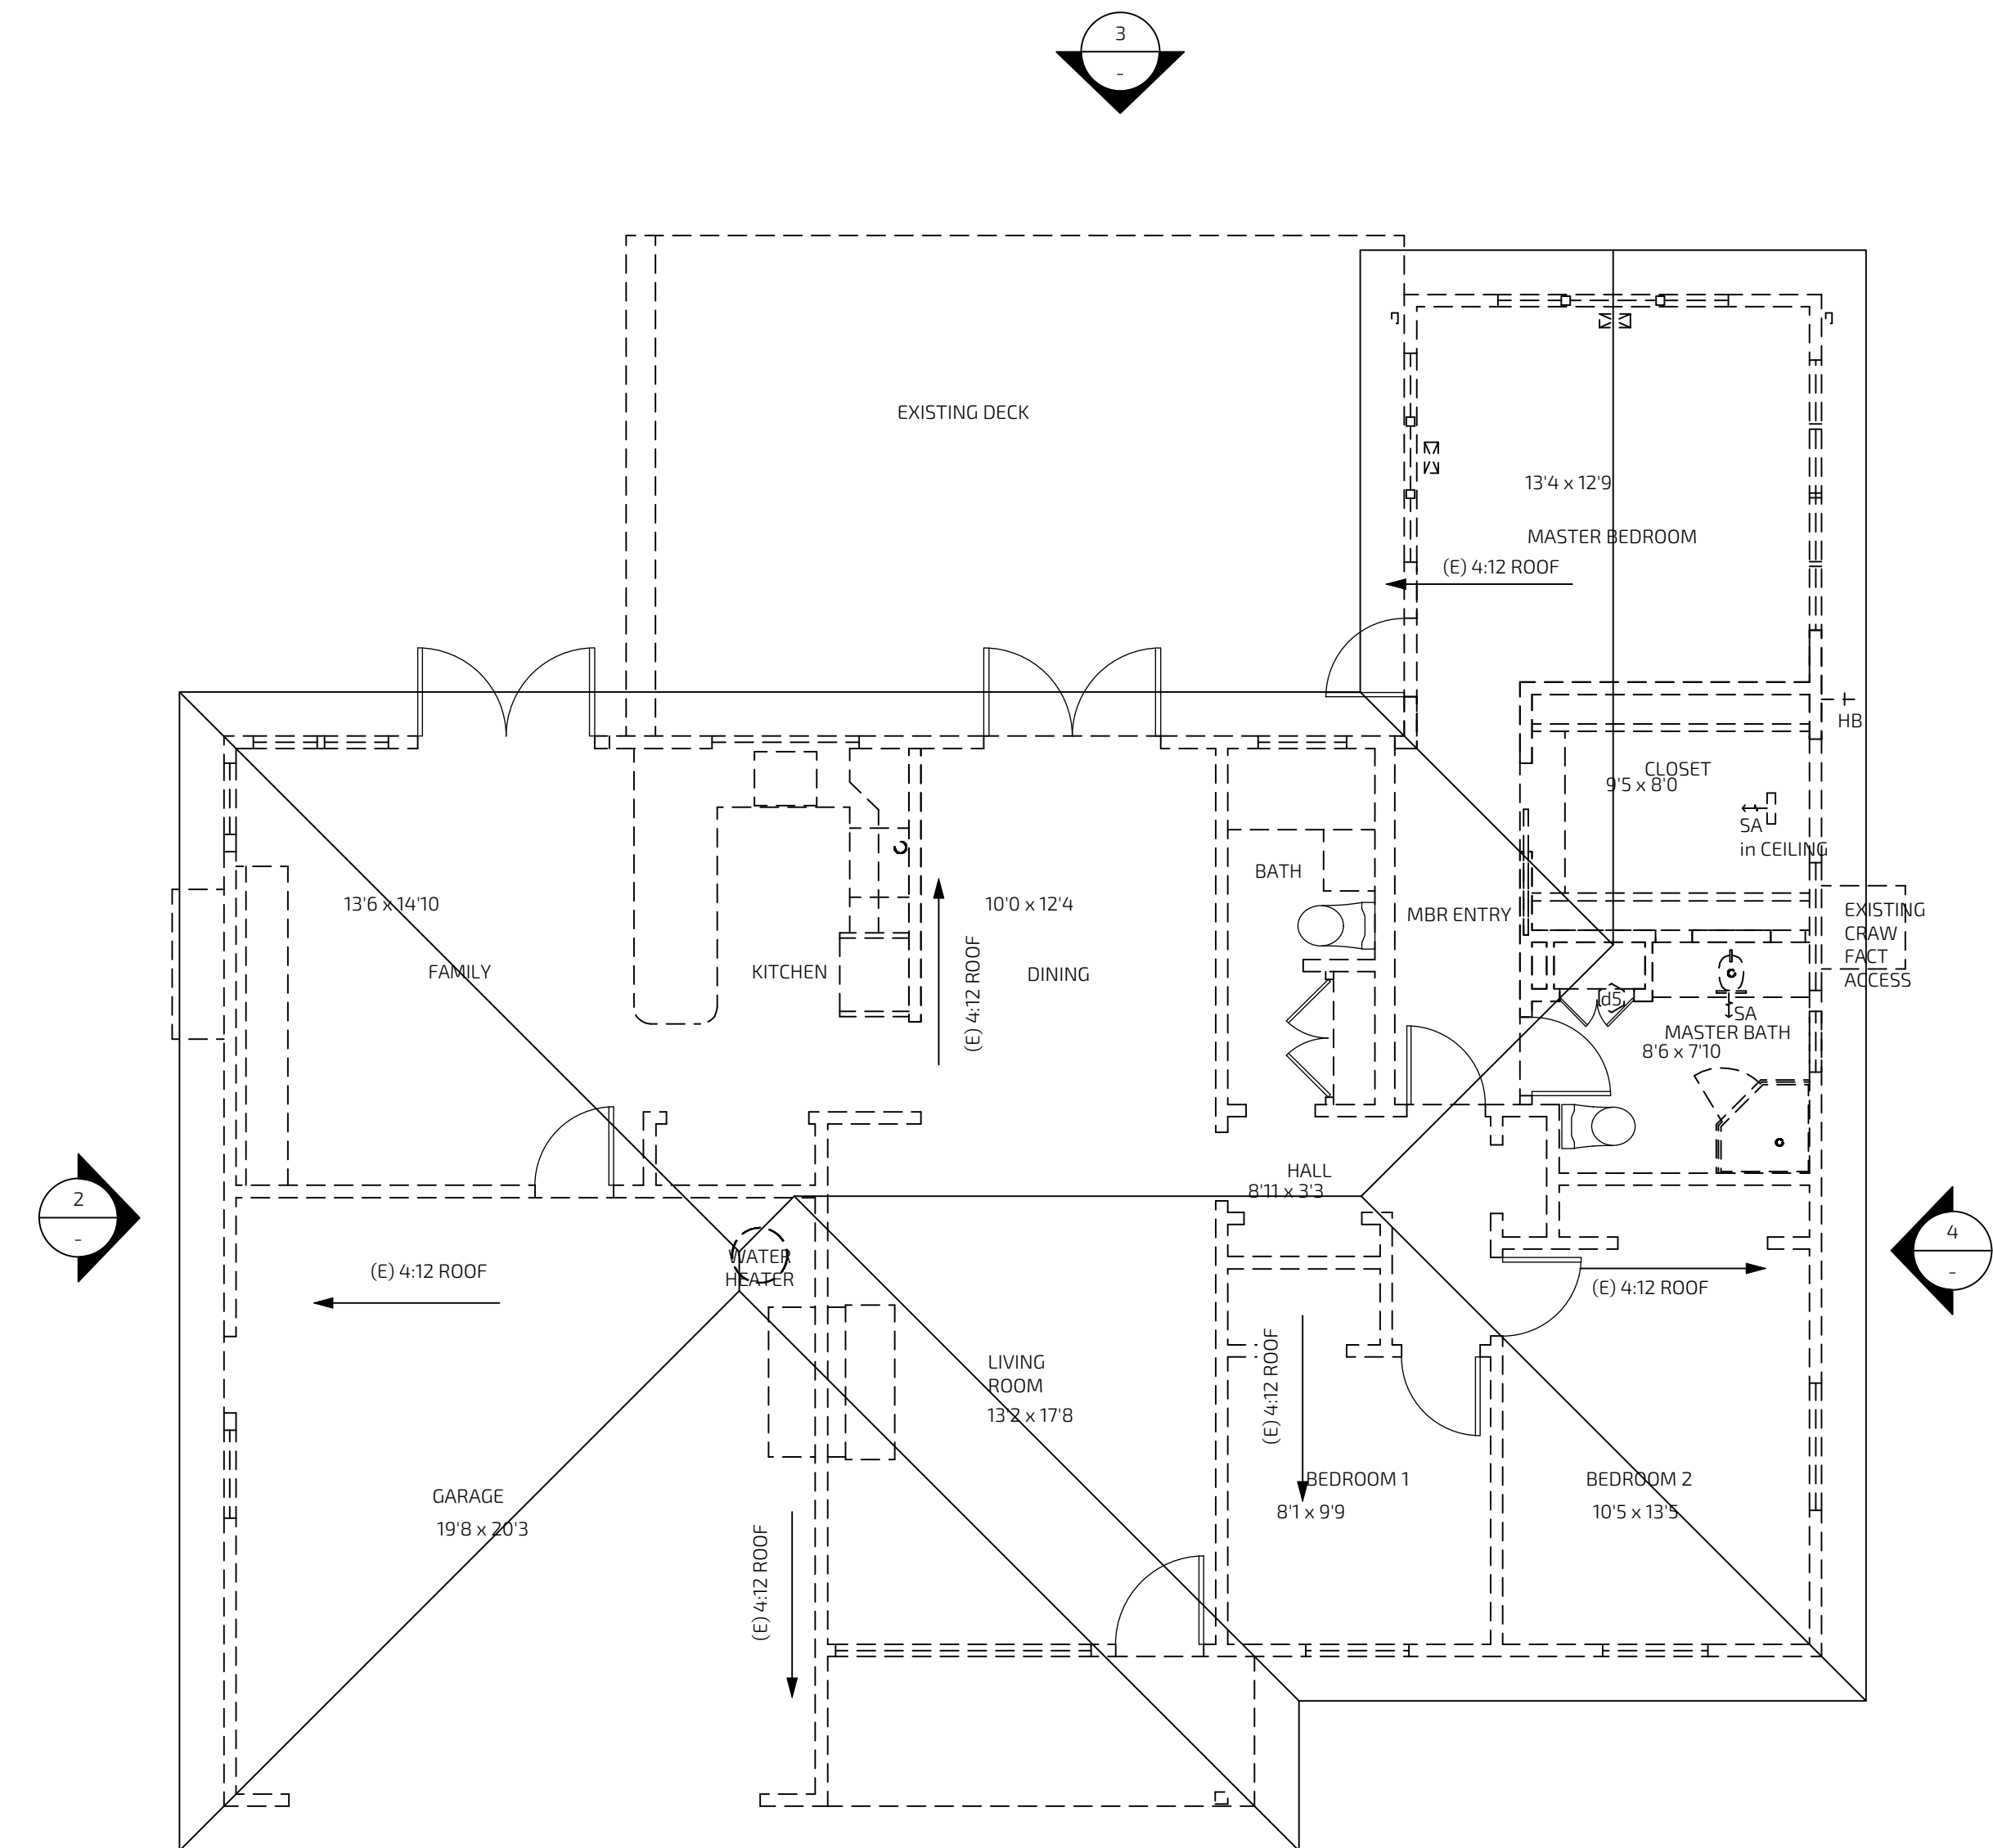 3
-
EXISTING DECK
13'4 x 12'9
MASTER BEDROOM
(E) 4:12 ROOF
HB
CLOSET
9'5 x 8'0
SA
in CEILING
BATH
13'6 x 14'10
10'0 x 12'4
MBR ENTRY
EXISTING
CRAW
FACT
ACCESS
FAMILY
KITCHEN
DINING
(E) 4:12 ROOF
d5
SA
MASTER BATH
8'6 x 7'10
HALL
8'11 x 3'3
2
-
4
-
WATER
HEATER
(E) 4:12 ROOF
(E) 4:12 ROOF
LIVING
ROOM
13'2 x 17'8
(E) 4:12 ROOF
BEDROOM 1
8'1 x 9'9
BEDROOM 2
10'5 x 13'5
GARAGE
19'8 x 20'3
(E) 4:12 ROOF